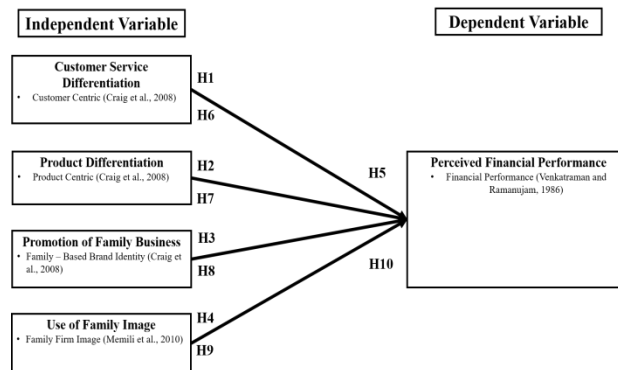 Independent Variable
Dependent Variable
Customer Service
Differentiation
• Customer Centric (Craig et al., 2008)
H1
H6
Product Differentiation
• Product Centric (Craig et al., 2008)
H2
H7
Promotion of Family Business
• Family – Based Brand Identity (Craig et
al., 2008)
H3
H8
Use of Family Image
• Family Firm Image (Memili et al., 2010)
H4
H9
H5
H10
Perceived Financial Performance
• Financial Performance (Venkatraman and
Ramanujam, 1986)